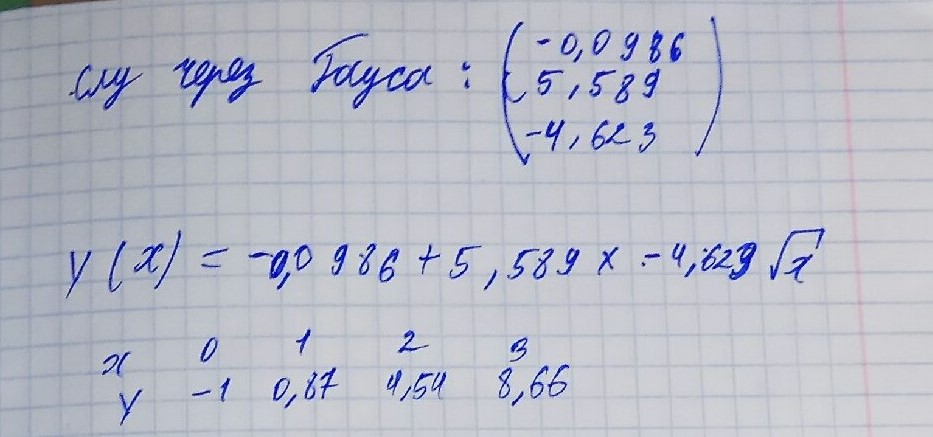 слу через Гауса : (-0,0986
5,589
-4,623)
y(x) = -0,0986 + 5,589 x - 4,629 √x
x 0 1 2 3
y -1 0,87 4,54 8,66